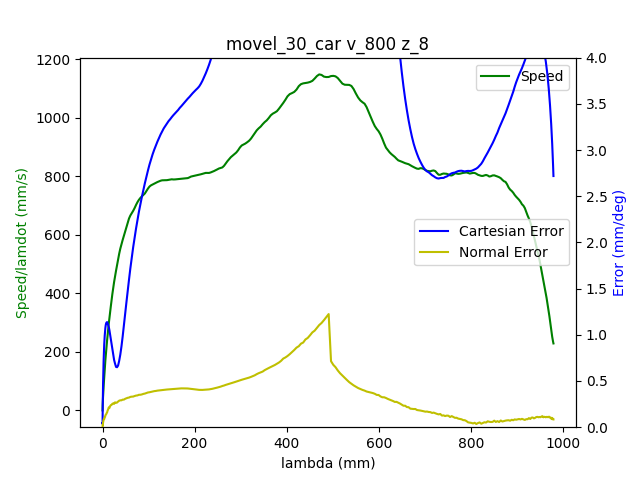 movel_30_car v_800 z_8
1200
1000
800
600
400
200
0
Speed/lamdot (mm/s)
4.0
3.5
3.0
2.5
2.0
1.5
1.0
0.5
0.0
Error (mm/deg)
Speed
Cartesian Error
Normal Error
0 200 400 600 800 1000
lambda (mm)